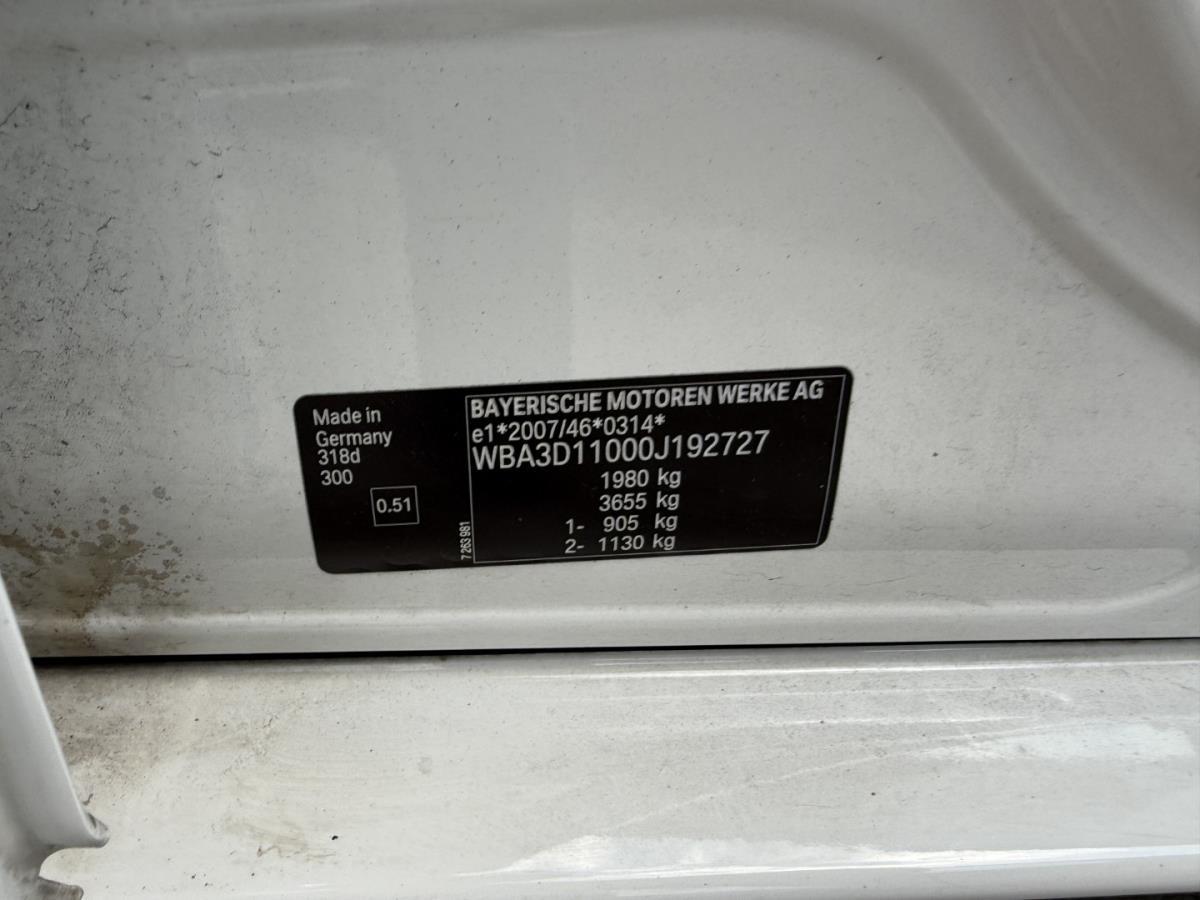 Made in
Germany
318d
300
0.51
7 263 981
BAYERISCHE MOTOREN WERKE AG
e1*2007/46*0314*
WBA3D11000J192727
1980 kg
3655 kg
1- 905 kg
2- 1130 kg